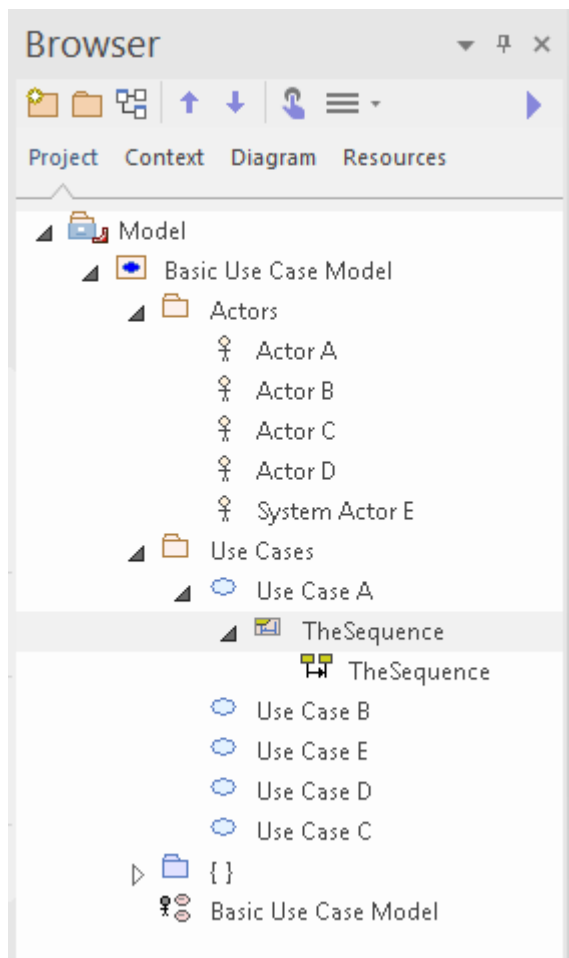 Browser
Project Context Diagram Resources
Model
Basic Use Case Model
Actors
Actor A
Actor B
Actor C
Actor D
System Actor E
Use Cases
Use Case A
TheSequence
TheSequence
Use Case B
Use Case E
Use Case D
Use Case C
{ }
Basic Use Case Model